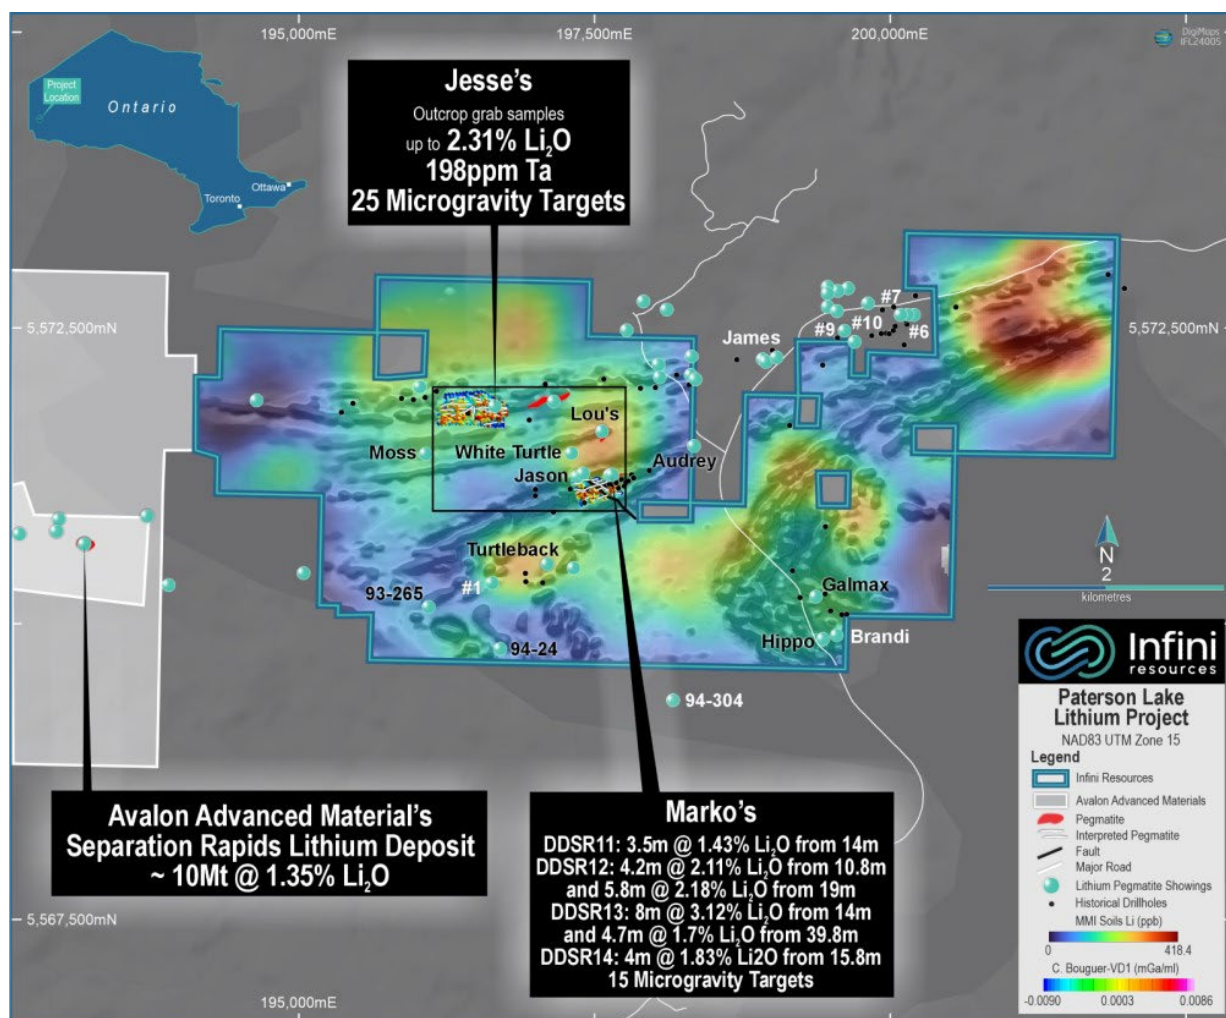 195,000mE
197,500mE
200,000mE
DigiMaps
IFL24005
Project
Location
Ontario
Ottawa
Toronto
Jesse's
Outcrop grab samples
up to 2.31% Li₂O
198ppm Ta
25 Microgravity Targets
5,572,500mN
5,572,500mN
#7
#9
#10
#6
James
Lou's
Moss
White Turtle
Audrey
Jason
Turtleback
#1
93-265
94-24
Galmax
Hippo
Brandi
94-304
N
2
kilometres
Avalon Advanced Material's
Separation Rapids Lithium Deposit
~ 10Mt @ 1.35% Li₂O
Marko's
DDSR11: 3.5m @ 1.43% Li₂O from 14m
DDSR12: 4.2m @ 2.11% Li₂O from 10.8m
and 5.8m @ 2.18% Li₂O from 19m
DDSR13: 8m @ 3.12% Li₂O from 14m
and 4.7m @ 1.7% Li₂O from 39.8m
DDSR14: 4m @ 1.83% Li2O from 15.8m
15 Microgravity Targets
5,567,500mN
195,000mE
Infini
resources
Paterson Lake
Lithium Project
NAD83 UTM Zone 15
Legend
Infini Resources
Avalon Advanced Materials
Pegmatite
Interpreted Pegmatite
Fault
Major Road
Lithium Pegmatite Showings
Historical Drillholes
MMI Soils Li (ppb)
0
418.4
C. Bouguer-VD1 (mGa/ml)
-0.0090
0.0003
0.0086